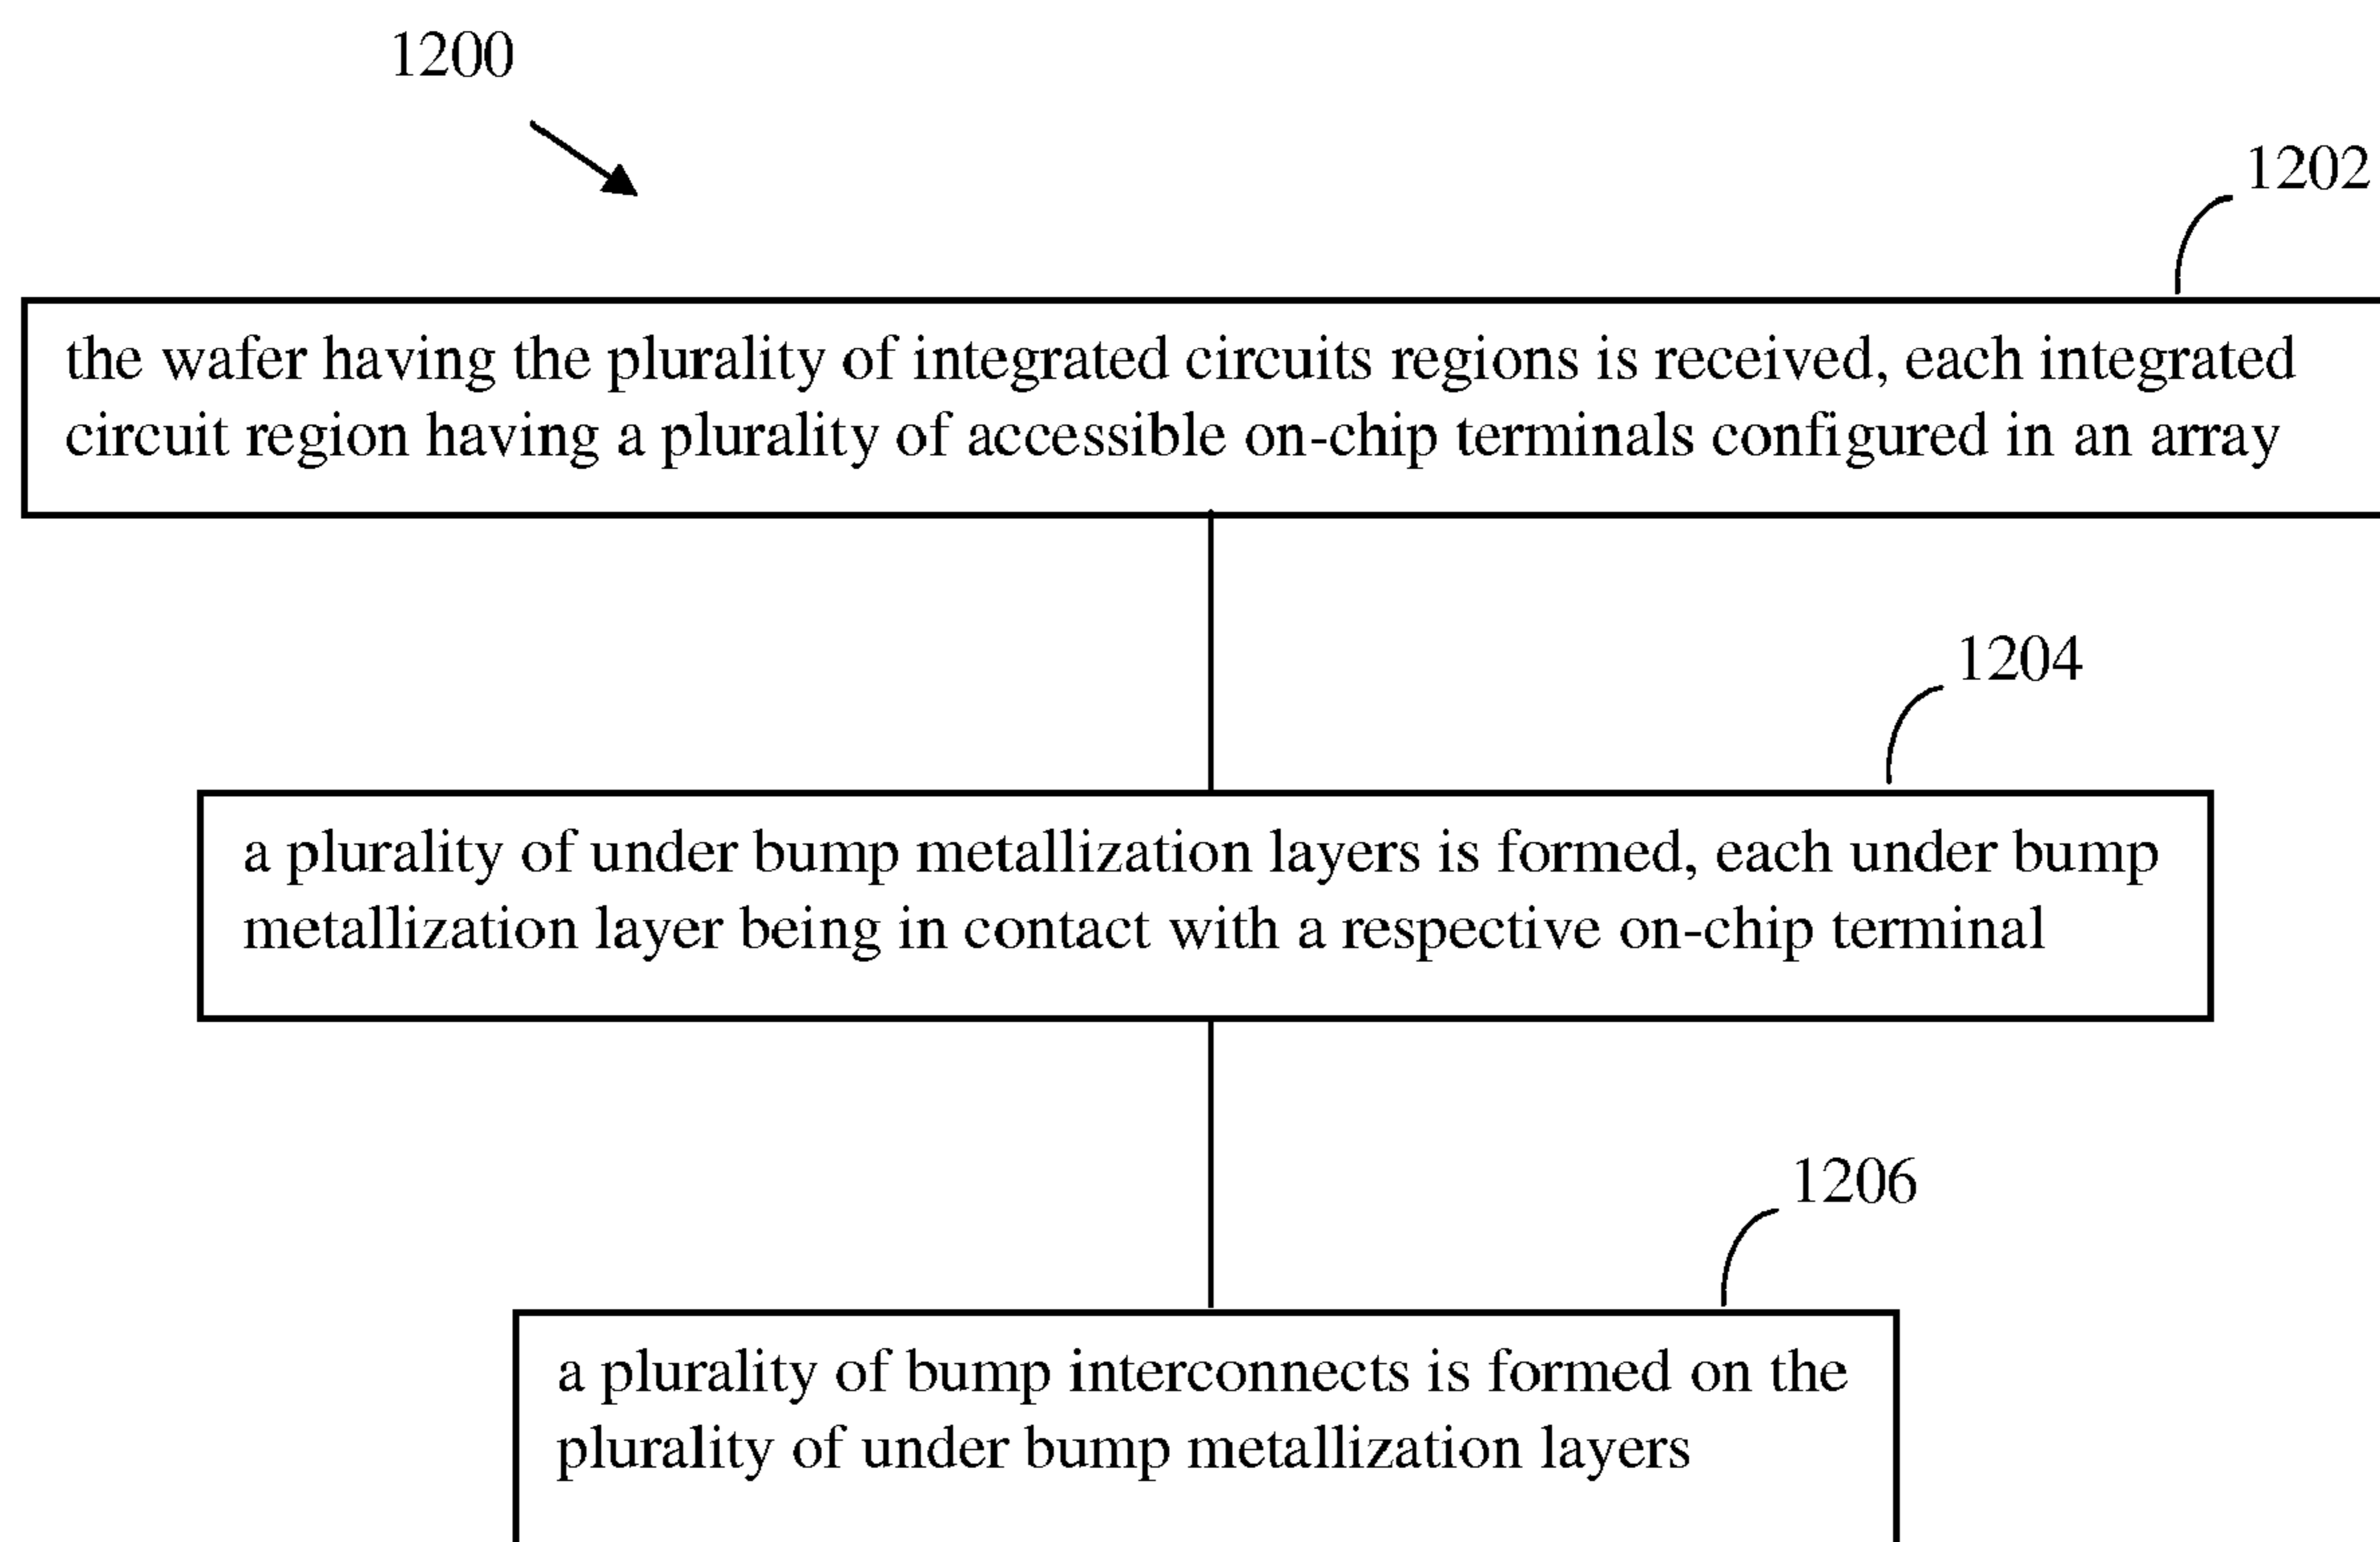 1200
1202
the wafer having the plurality of integrated circuits regions is received, each integrated
circuit region having a plurality of accessible on-chip terminals configured in an array
1204
a plurality of under bump metallization layers is formed, each under bump
metallization layer being in contact with a respective on-chip terminal
1206
a plurality of bump interconnects is formed on the
plurality of under bump metallization layers